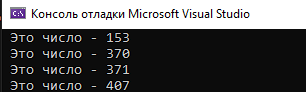 Консоль отладки Microsoft Visual Studio
Это число - 153
Это число - 370
Это число - 371
Это число - 407